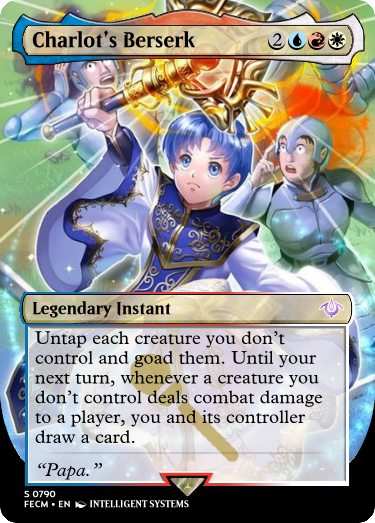 Charlot's Berserk 2
Legendary Instant
Untap each creature you don't
control and goad them. Until your
next turn, whenever a creature you
don't control deals combat damage
to a player, you and its controller
draw a card.
“Papa.”
S 0790
FECM • EN INTELLIGENT SYSTEMS